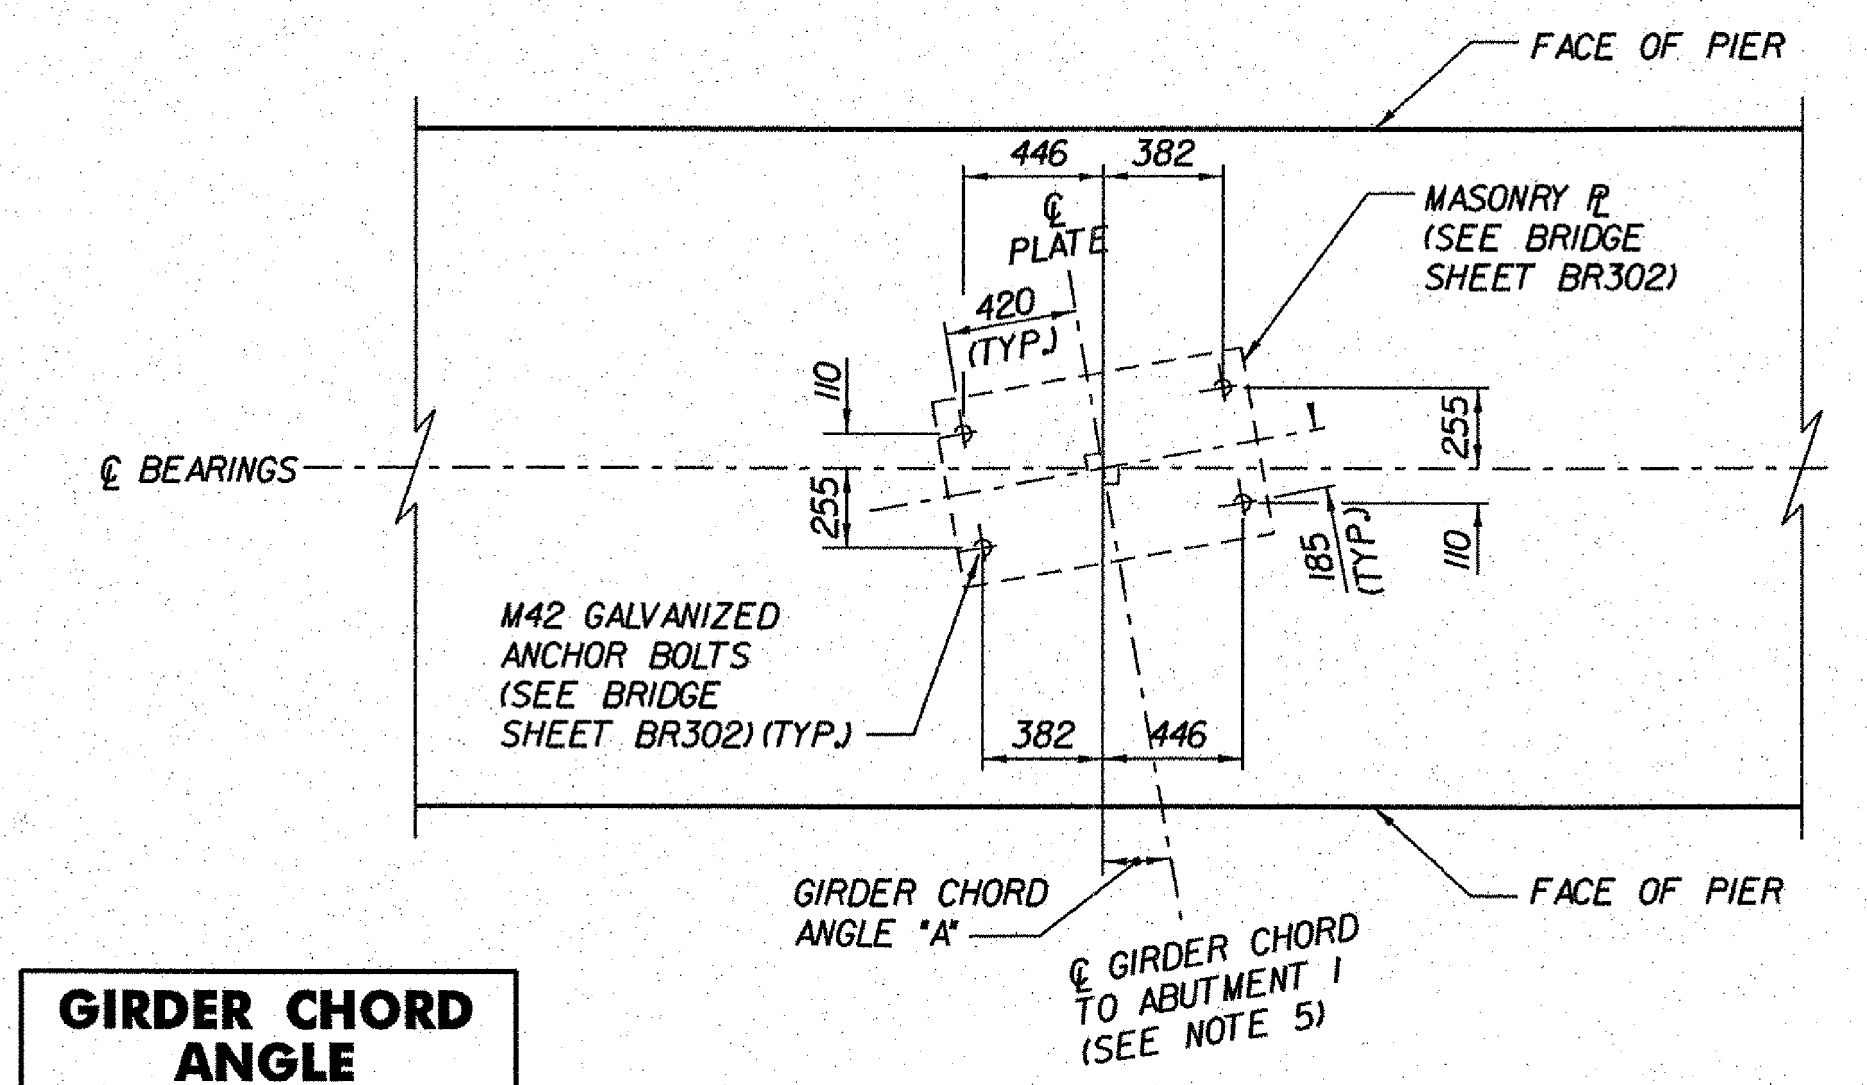 FACE OF PIER
446
382
℄
PLATE
MASONRY ⅊
(SEE BRIDGE
SHEET BR302)
420
(TYP.)
110
255
℄ BEARINGS
255
185
(TYP.)
110
M42 GALVANIZED
ANCHOR BOLTS
(SEE BRIDGE
SHEET BR302) (TYP.)
382
446
GIRDER CHORD
ANGLE "A"
FACE OF PIER
℄ GIRDER CHORD
TO ABUTMENT 1
(SEE NOTE 5)
GIRDER CHORD
ANGLE